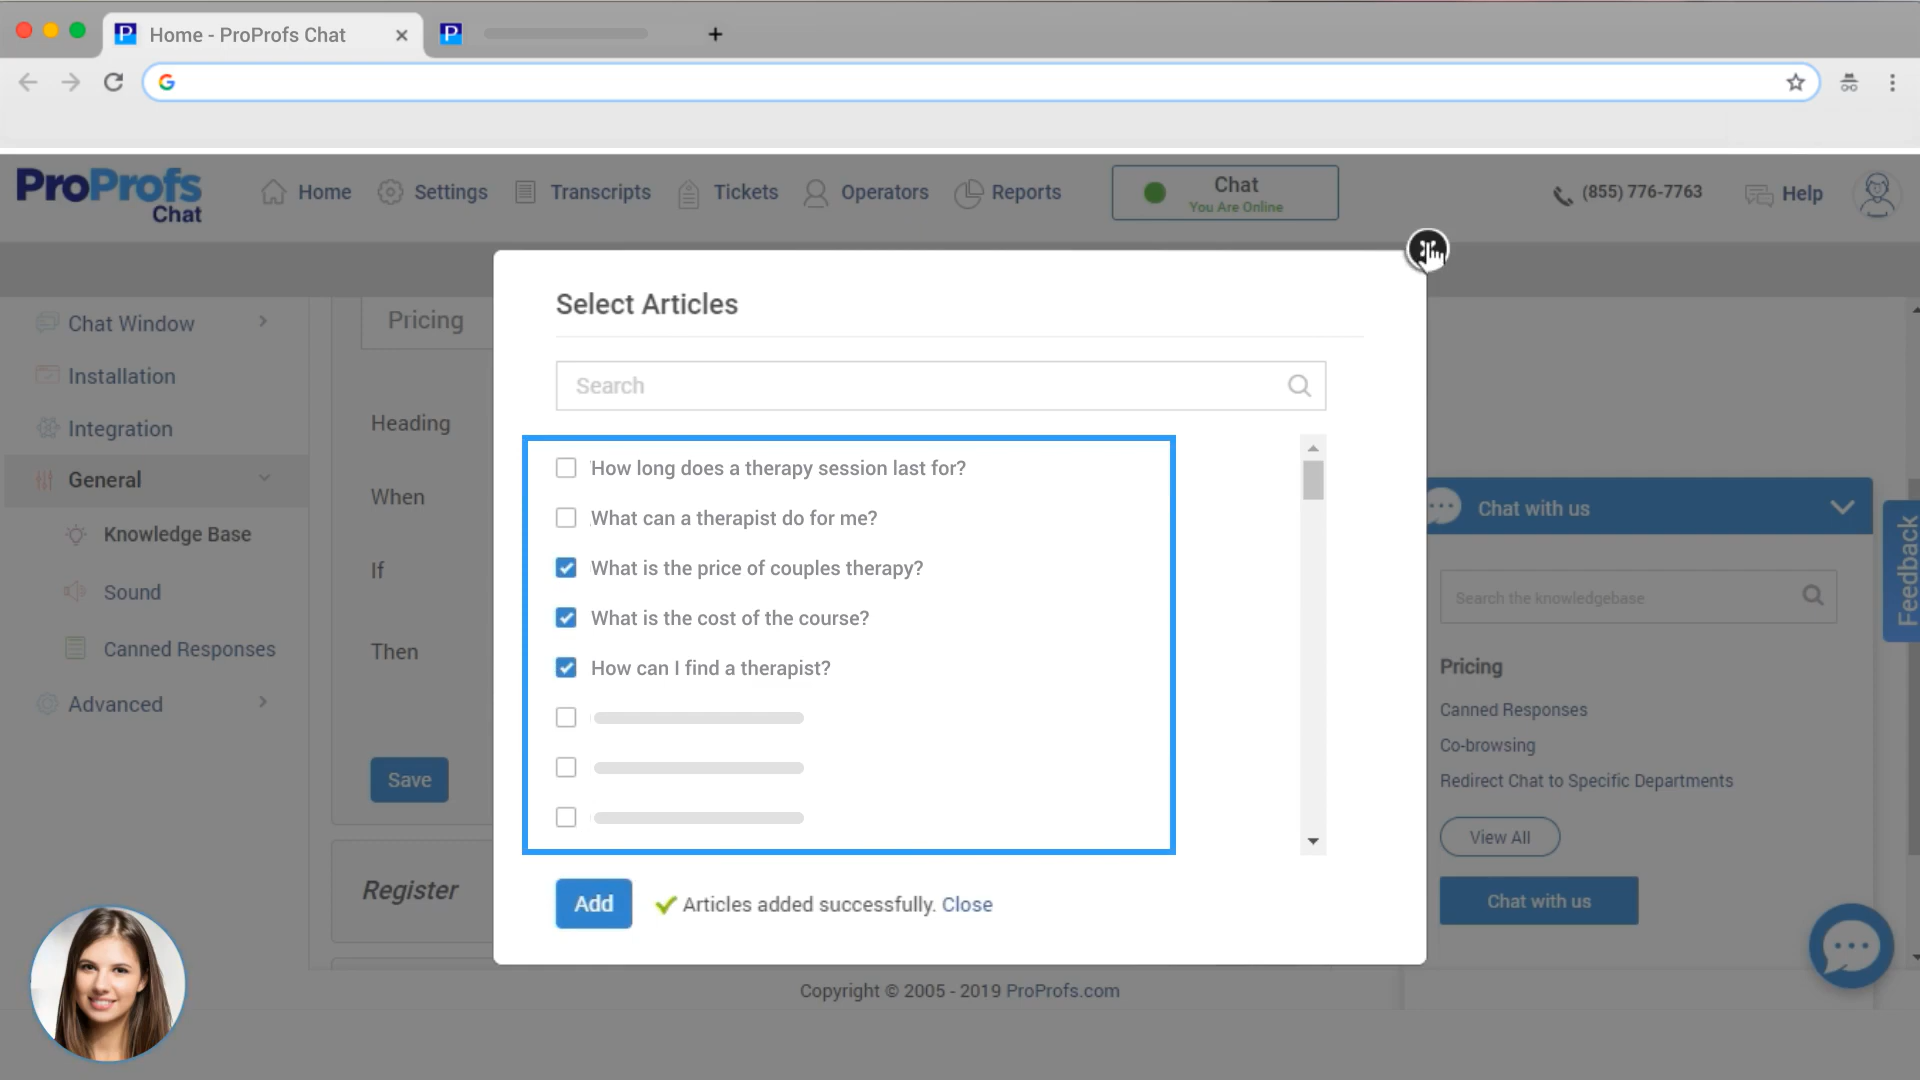 Home - ProProfs Chat
ProProfs Chat
Home
Settings
Transcripts
Tickets
Operators
Reports
Chat
You Are Online
(855) 776-7763
Help
Chat Window
Installation
Integration
General
Knowledge Base
Sound
Canned Responses
Advanced
Pricing
Heading
When
If
Then
Save
Register
Select Articles
Search
How long does a therapy session last for?
What can a therapist do for me?
What is the price of couples therapy?
What is the cost of the course?
How can I find a therapist?
Add
Articles added successfully. Close
Chat with us
Search the knowledgebase
Pricing
Canned Responses
Co-browsing
Redirect Chat to Specific Departments
View All
Chat with us
Feedback
Copyright © 2005 - 2019 ProProfs.com